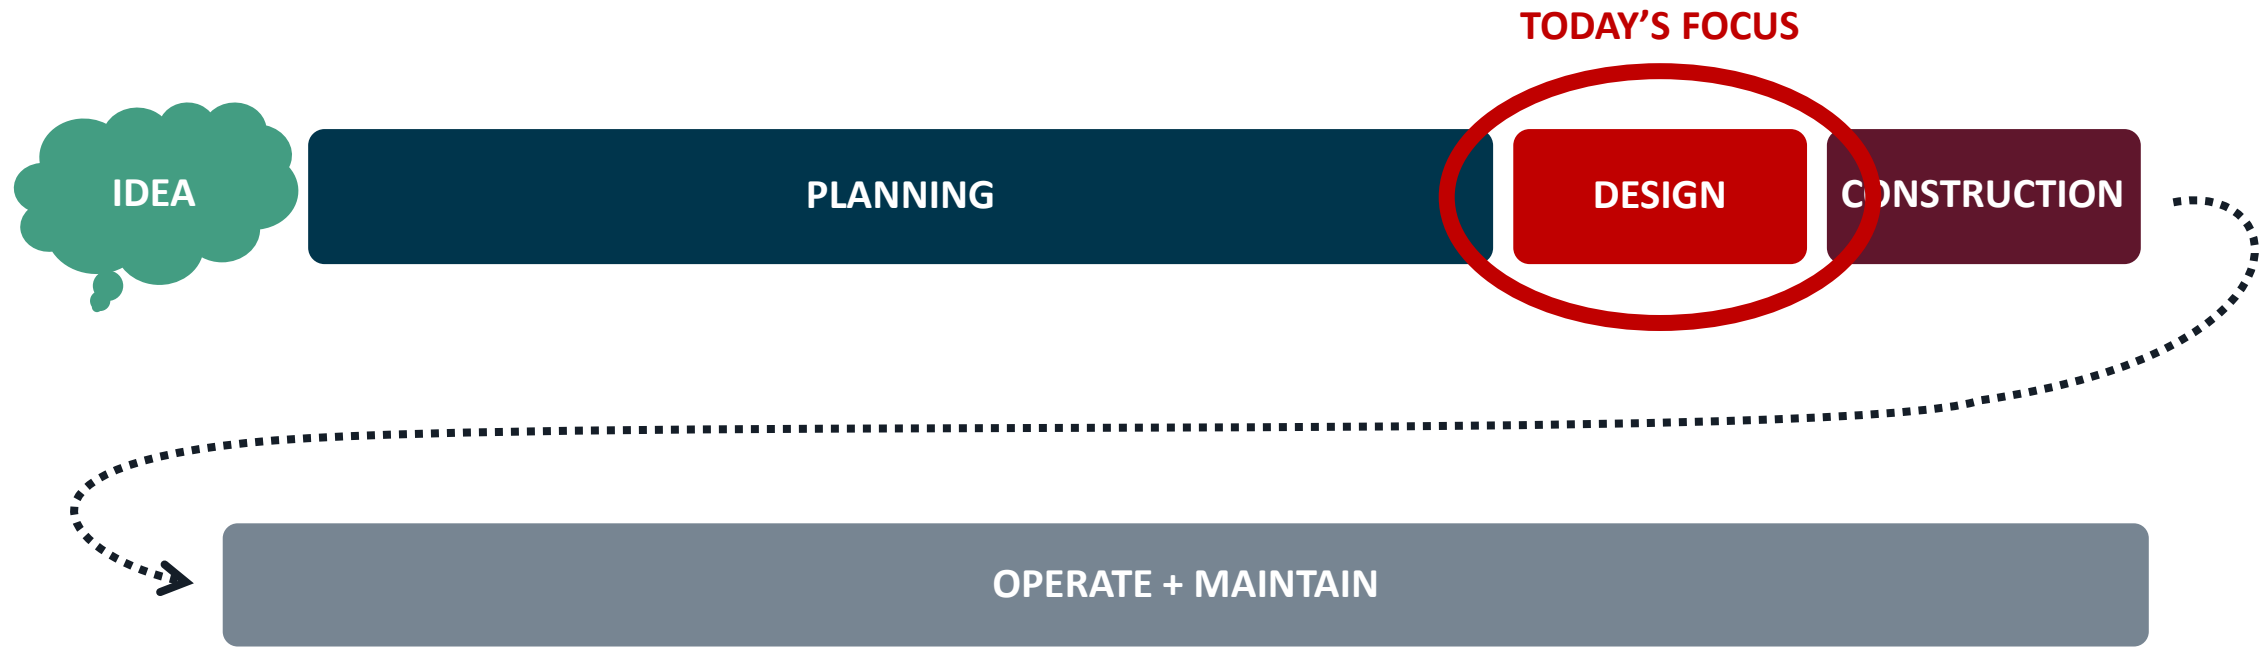 TODAY’S FOCUS
IDEA
PLANNING
DESIGN
CONSTRUCTION
OPERATE + MAINTAIN